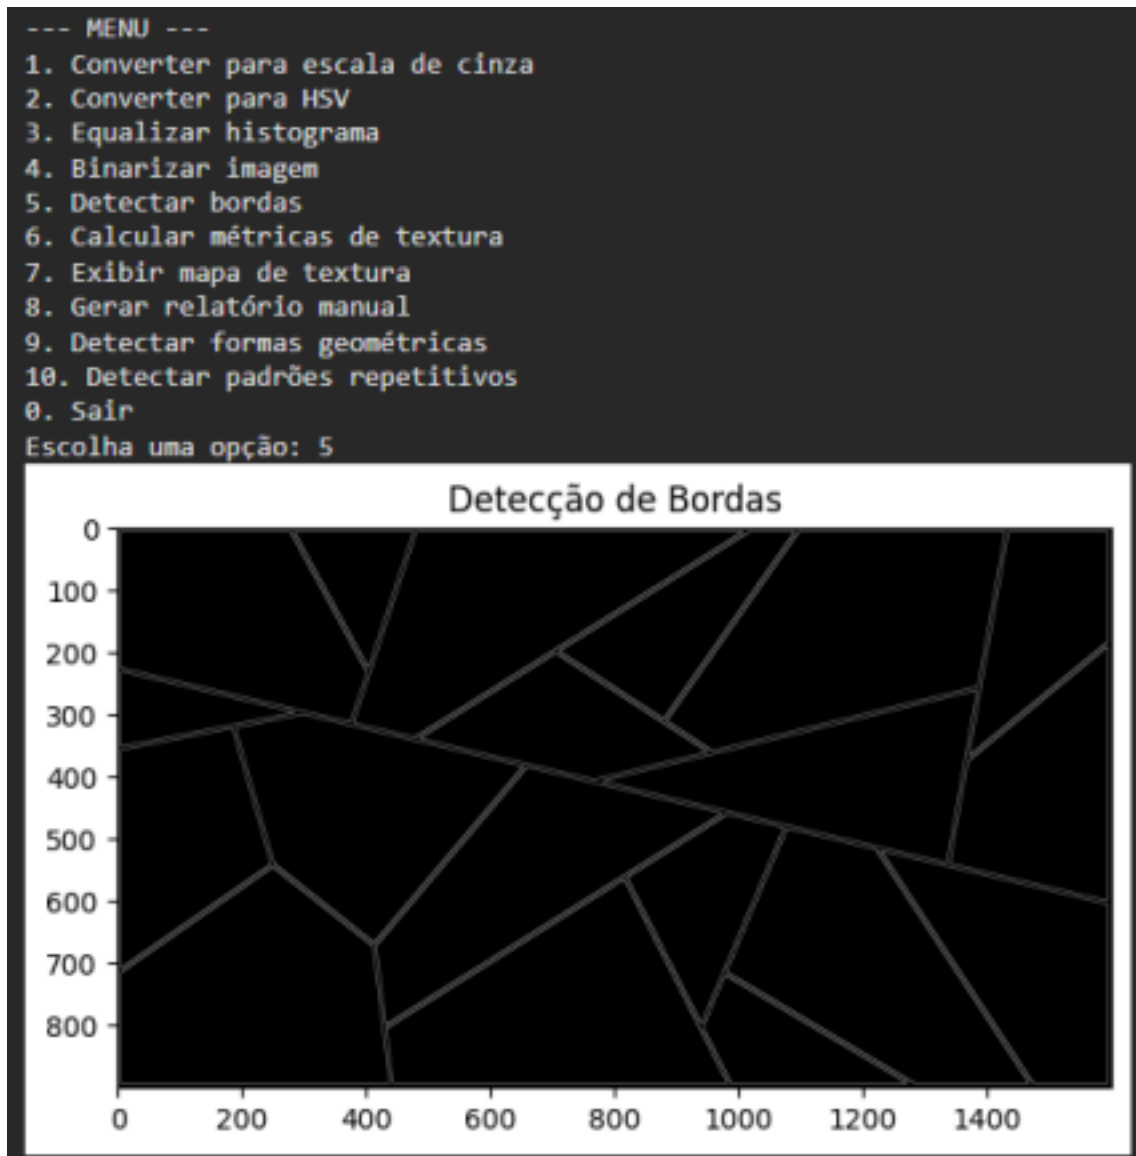 --- MENU ---
1. Converter para escala de cinza
2. Converter para HSV
3. Equalizar histograma
4. Binarizar imagem
5. Detectar bordas
6. Calcular métricas de textura
7. Exibir mapa de textura
8. Gerar relatório manual
9. Detectar formas geométricas
10. Detectar padrões repetitivos
0. Sair
Escolha uma opção: 5
Detecção de Bordas
0
100
200
300
400
500
600
700
800
0 200 400 600 800 1000 1200 1400